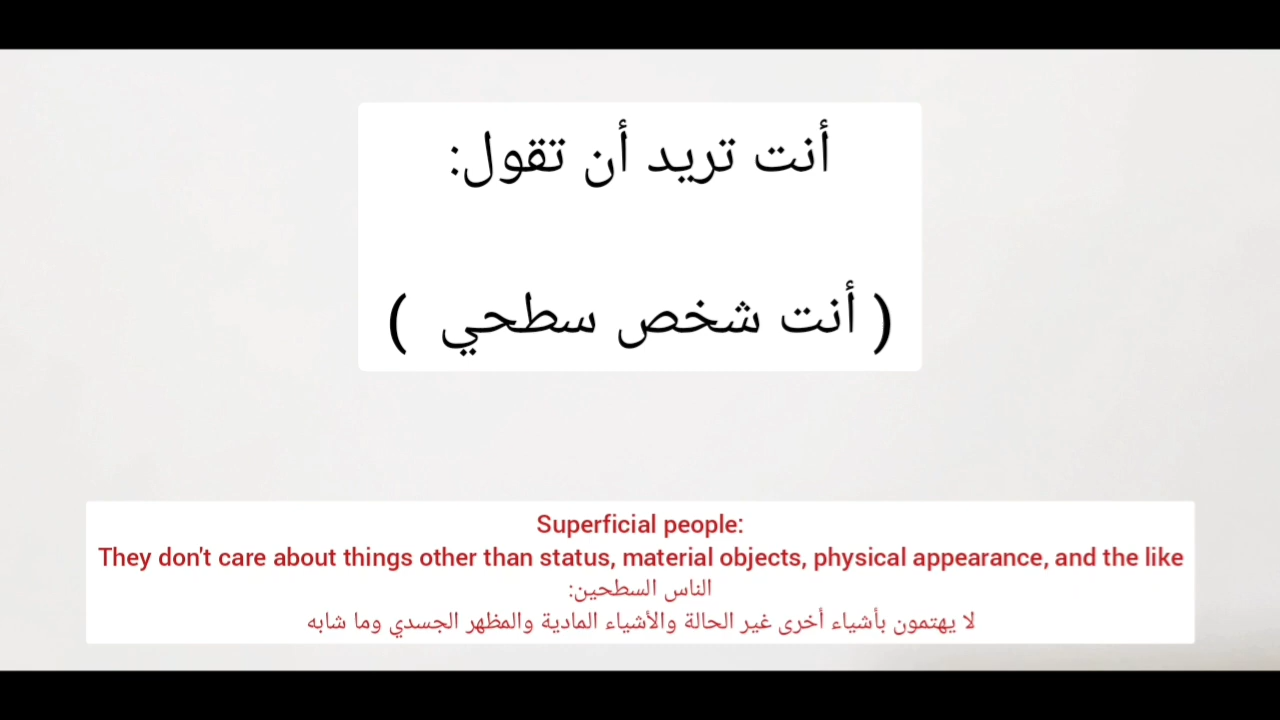 أنت تريد أن تقول:
( أنت شخص سطحي )
Superficial people:
They don't care about things other than status, material objects, physical appearance, and the like
الناس السطحين:
لا يهتمون بأشياء أخرى غير الحالة والأشياء المادية والمظهر الجسدي وما شابه